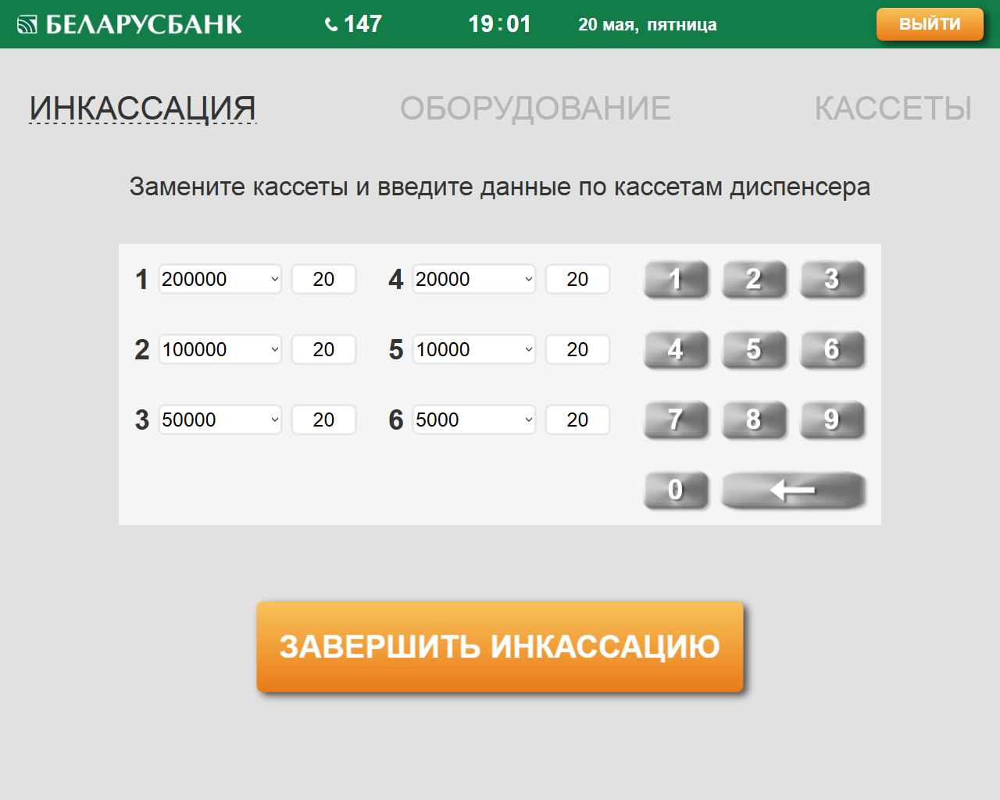 БЕЛАРУСБАНК 147 19:01 20 мая, пятница ВЫЙТИ
ИНКАССАЦИЯ ОБОРУДОВАНИЕ КАССЕТЫ
Замените кассеты и введите данные по кассетам диспенсера
1 200000 20 4 20000 20 1 2 3
2 100000 20 5 10000 20 4 5 6
3 50000 20 6 5000 20 7 8 9
0
ЗАВЕРШИТЬ ИНКАССАЦИЮ